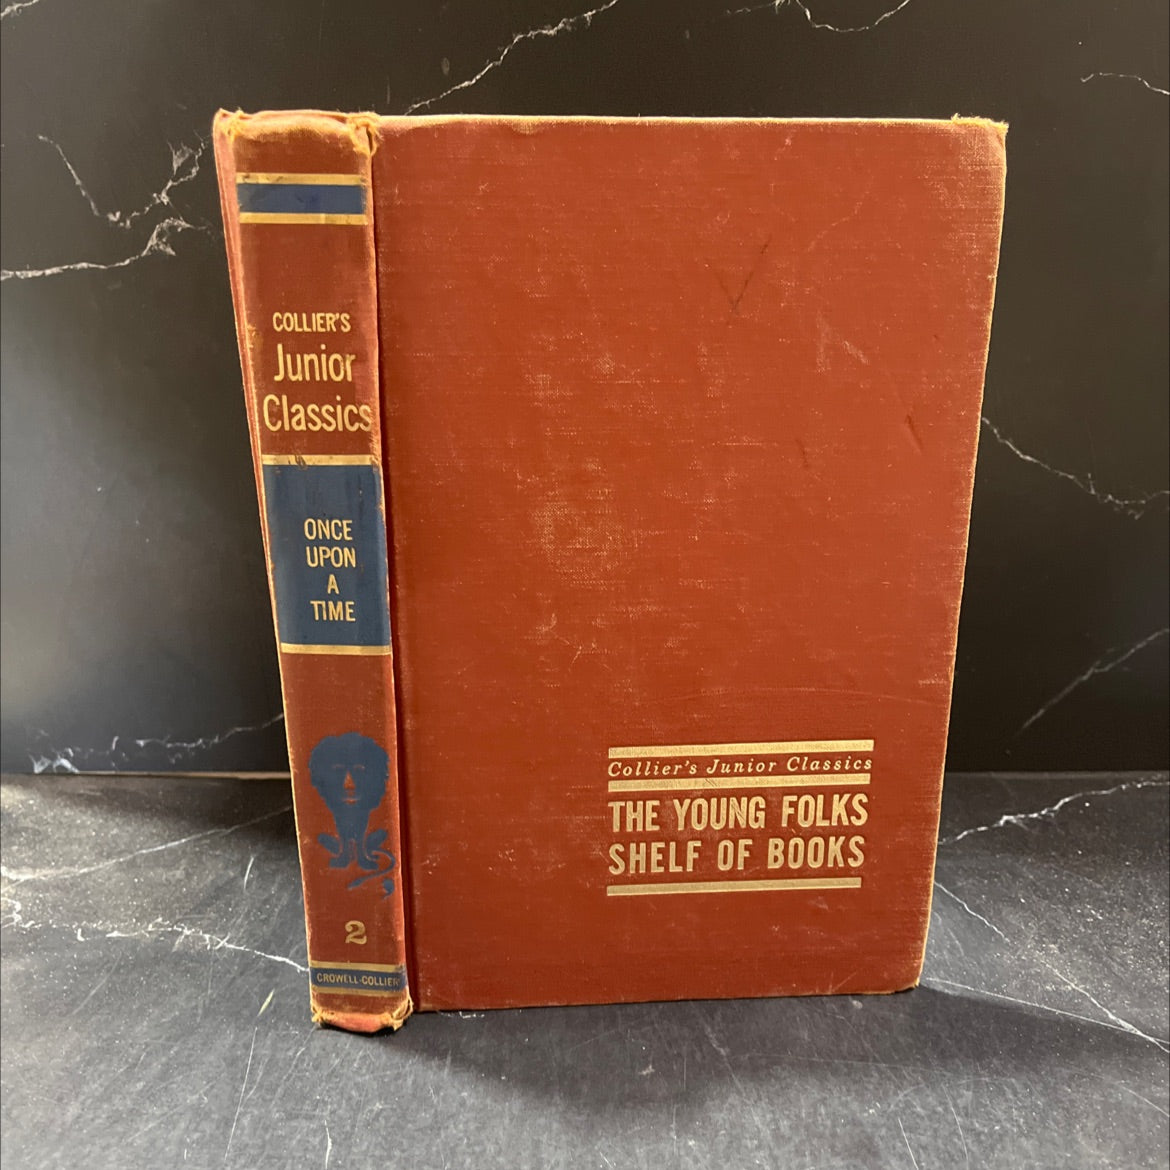 COLLIER'S
Junior
Classics
ONCE
UPON
A
TIME
2
CROWELL-COLLIER
Collier's Junior Classics
THE YOUNG FOLKS
SHELF OF BOOKS